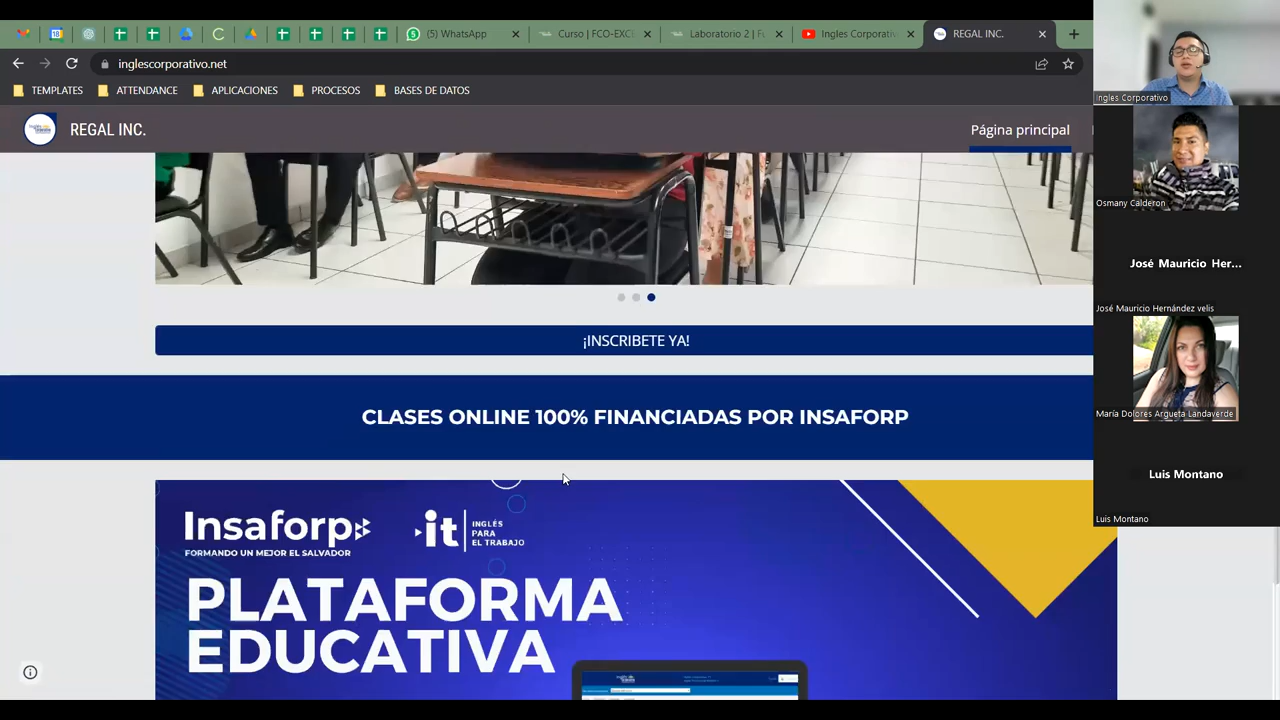 (5) WhatsApp
Curso | FCO-EXCE
Laboratorio 2 | Fu
Ingles Corporativ
REGAL INC.
inglescorporativo.net
TEMPLATES
ATTENDANCE
APLICACIONES
PROCESOS
BASES DE DATOS
REGAL INC.
Página principal
¡INSCRIBETE YA!
CLASES ONLINE 100% FINANCIADAS POR INSAFORP
Insaforp
FORMANDO UN MEJOR EL SALVADOR
it
INGLÉS
PARA
EL TRABAJO
PLATAFORMA
EDUCATIVA
Ingles Corporativo
Osmany Calderon
José Mauricio Her...
José Mauricio Hernández velis
María Dolores Argueta Landaverde
Luis Montano
Luis Montano